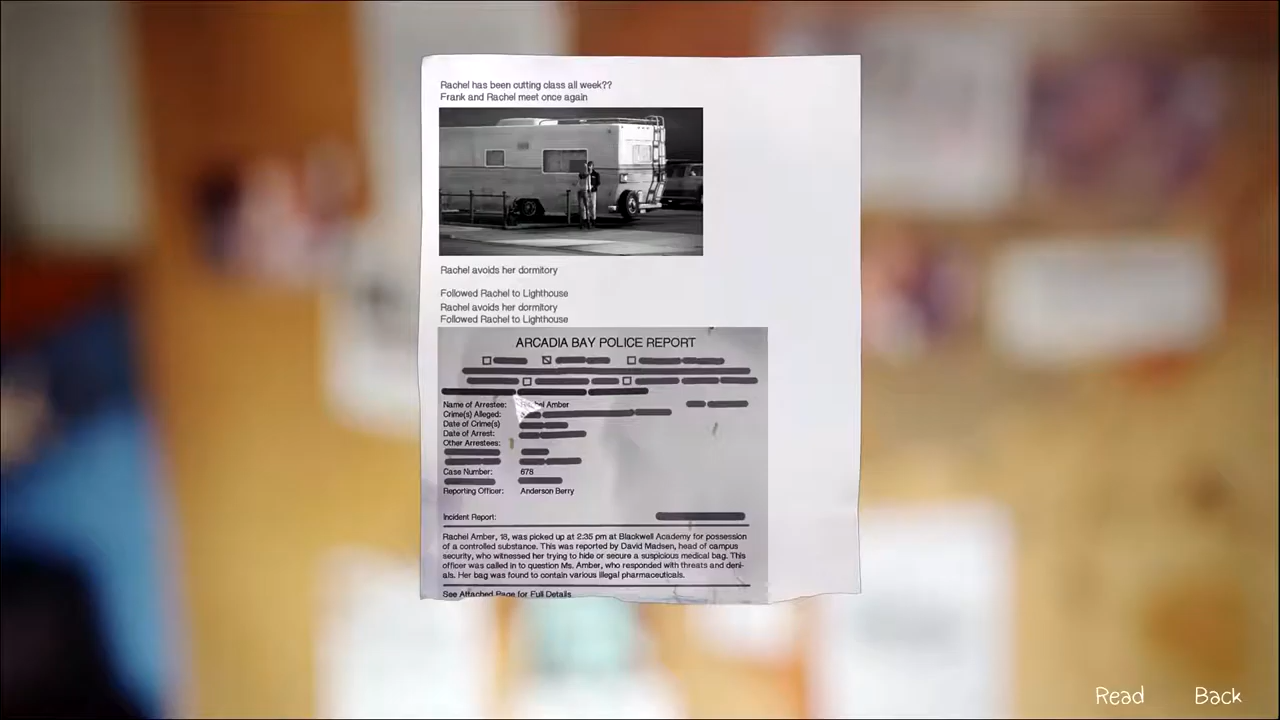 Rachel has been cutting class all week??
Frank and Rachel meet once again
Rachel avoids her dormitory
Followed Rachel to Lighthouse
Rachel avoids her dormitory
Followed Rachel to Lighthouse
ARCADIA BAY POLICE REPORT
Name of Arrestee: Amber
Crime(s) Alleged:
Date of Crime(s)
Date of Arrest:
Other Arrestees:
Case Number: 678
Reporting Officer: Anderson Berry
Incident Report:
Rachel Amber, 18, was picked up at 2:35 pm at Blackwell Academy for possession
of a controlled substance. This was reported by David Madsen, head of campus
security, who witnessed her trying to hide or secure a suspicious medical bag. This
officer was called in to question Ms. Amber, who responded with threats and deni-
als. Her bag was found to contain various illegal pharmaceuticals.
See Attached Page for Full Details
Read Back